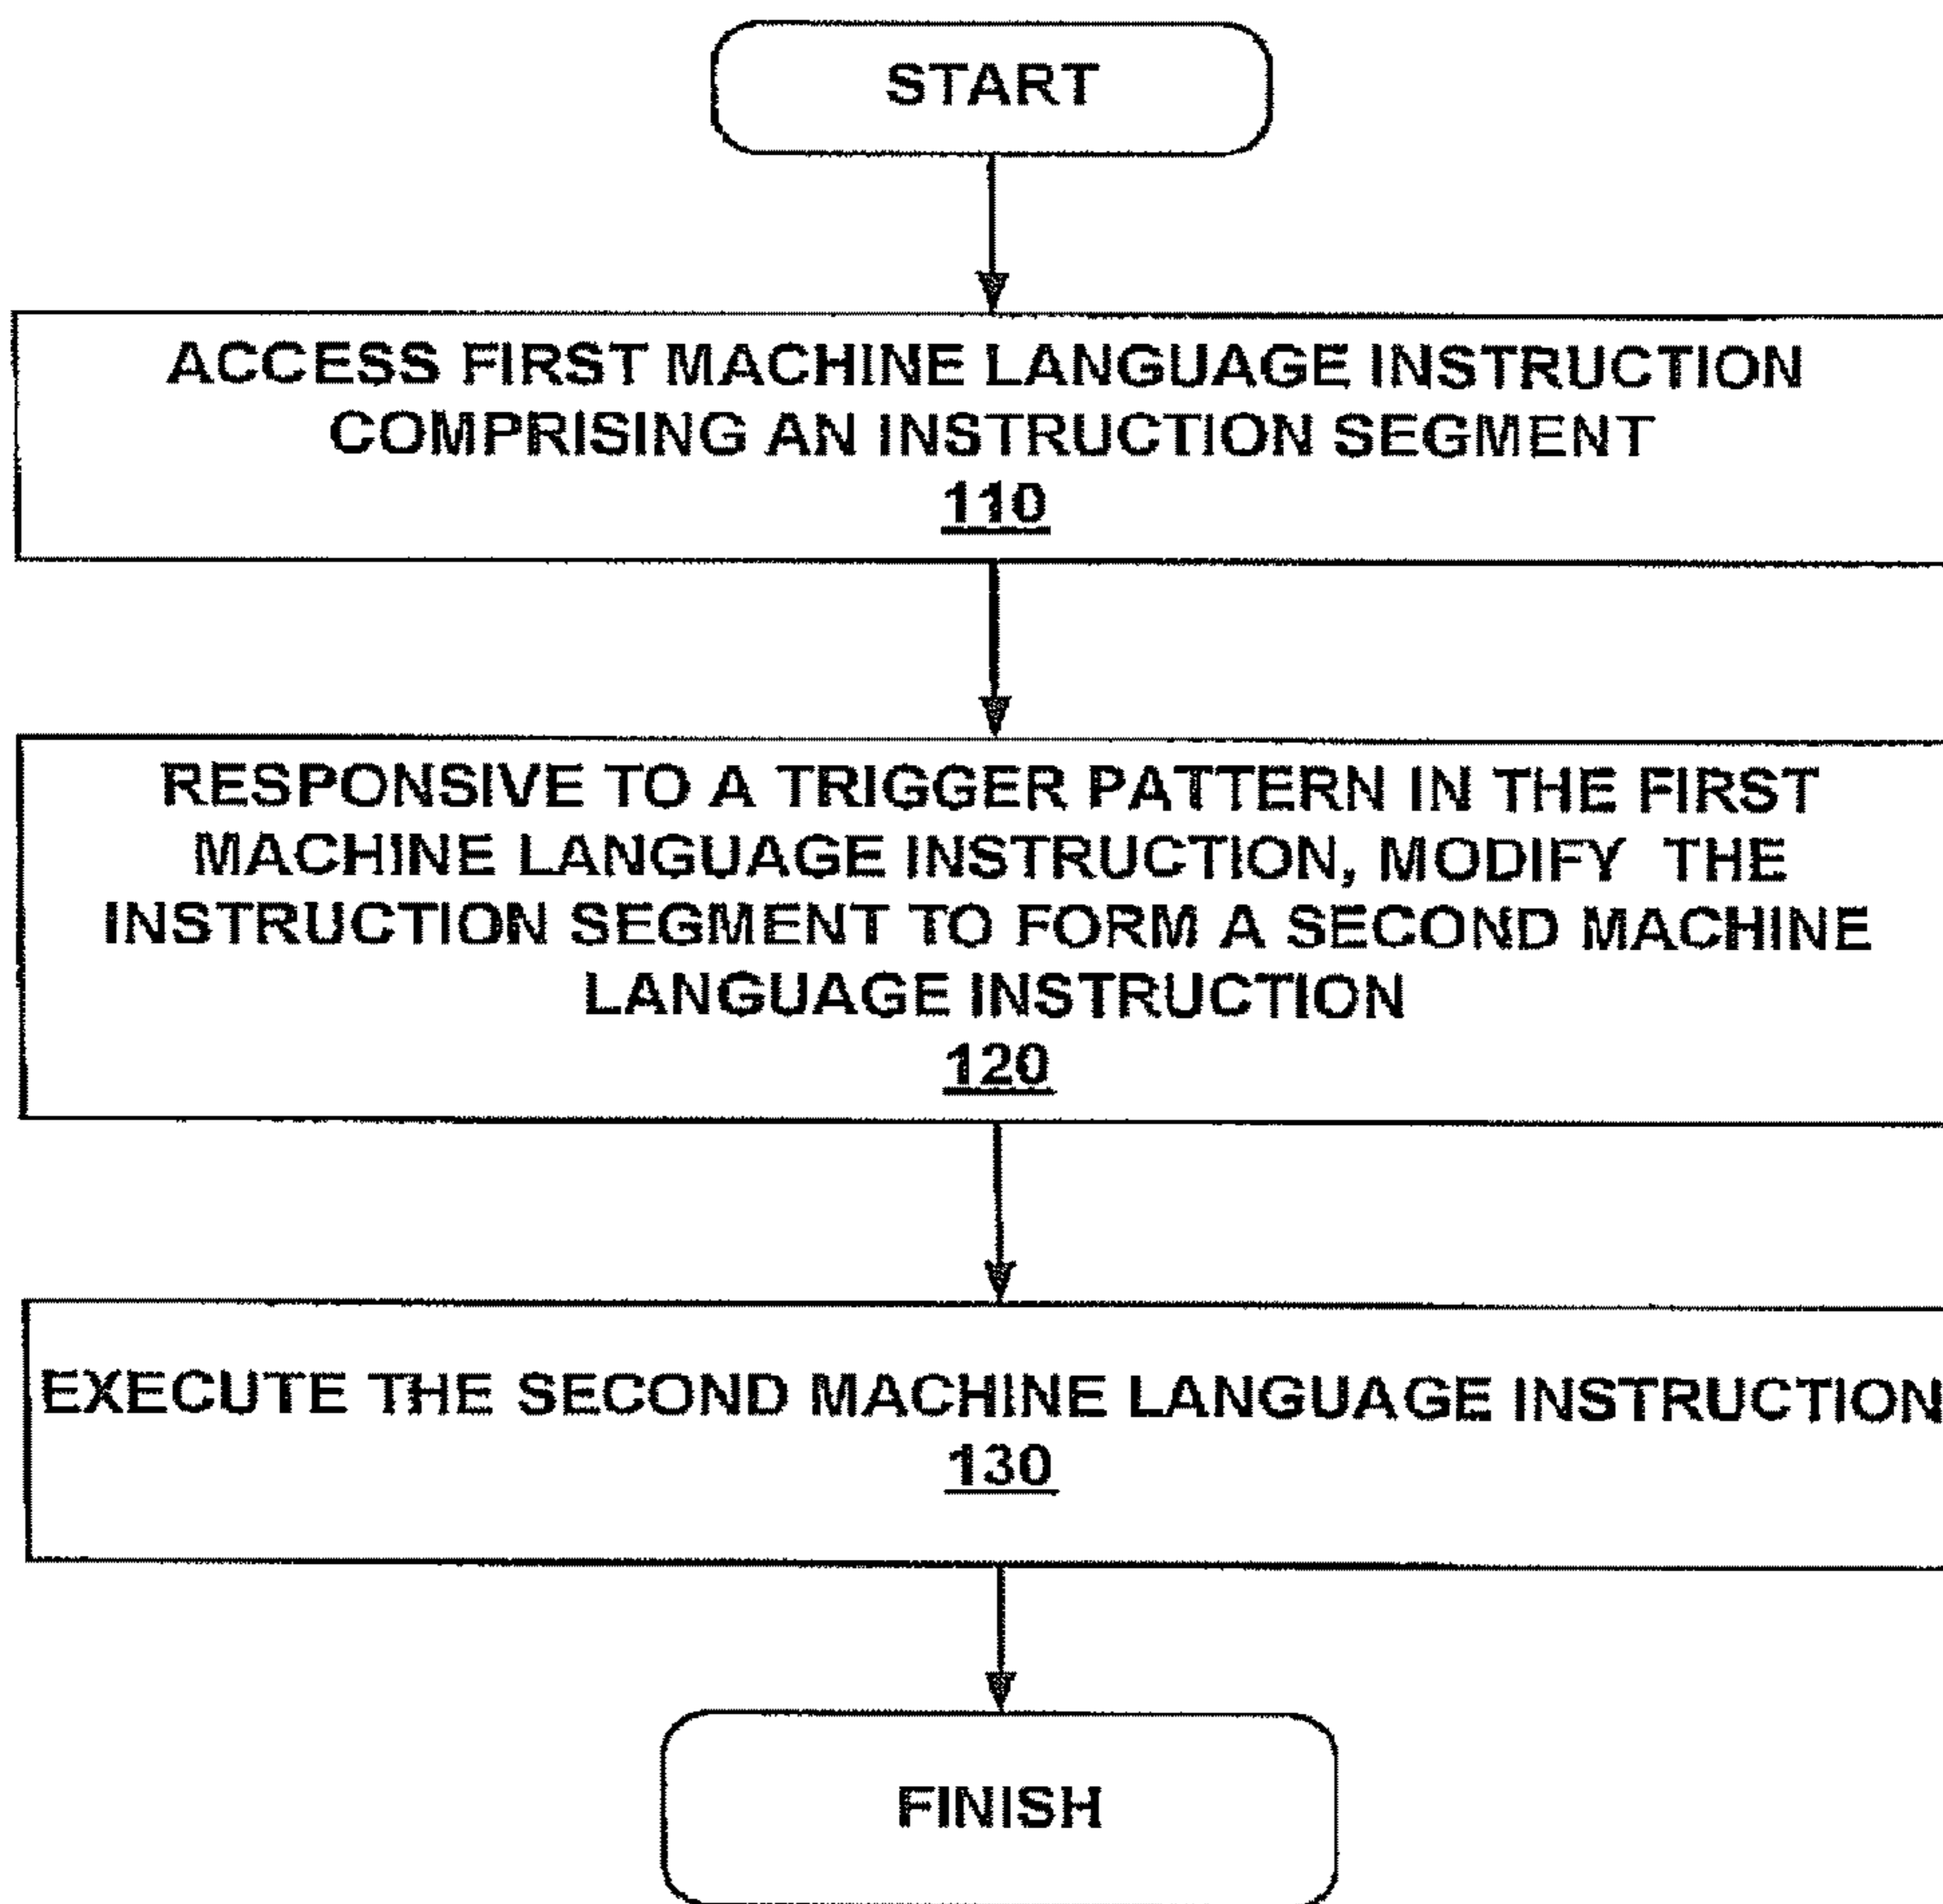 START
ACCESS FIRST MACHINE LANGUAGE INSTRUCTION
COMPRISING AN INSTRUCTION SEGMENT
110
RESPONSIVE TO A TRIGGER PATTERN IN THE FIRST
MACHINE LANGUAGE INSTRUCTION, MODIFY THE
INSTRUCTION SEGMENT TO FORM A SECOND MACHINE
LANGUAGE INSTRUCTION
120
EXECUTE THE SECOND MACHINE LANGUAGE INSTRUCTION
130
FINISH